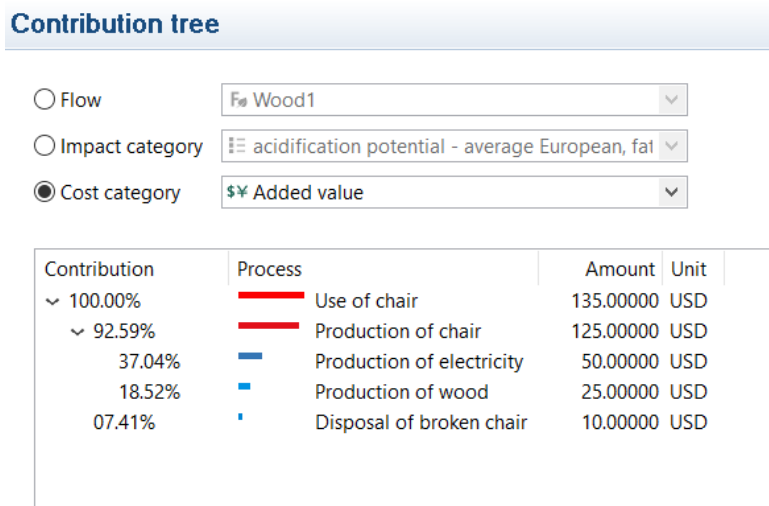 Contribution tree
Flow Fe Wood1
Impact category acidification potential - average European, fat
Cost category $¥ Added value
Contribution Process Amount Unit
100.00% Use of chair 135.00000 USD
92.59% Production of chair 125.00000 USD
37.04% Production of electricity 50.00000 USD
18.52% Production of wood 25.00000 USD
07.41% Disposal of broken chair 10.00000 USD